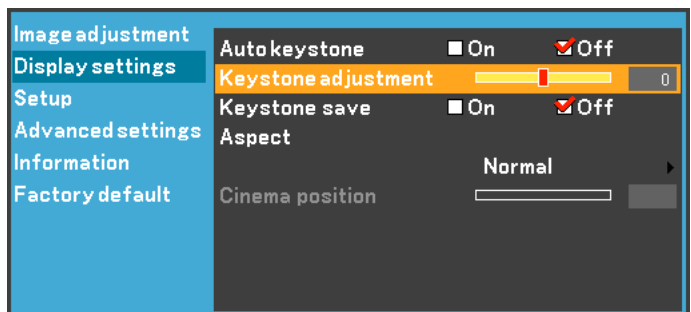 Image adjustment
Display settings
Setup
Advanced settings
Information
Factory default
Auto keystone On Off
Keystone adjustment 0
Keystone save On Off
Aspect
Normal
Cinema position